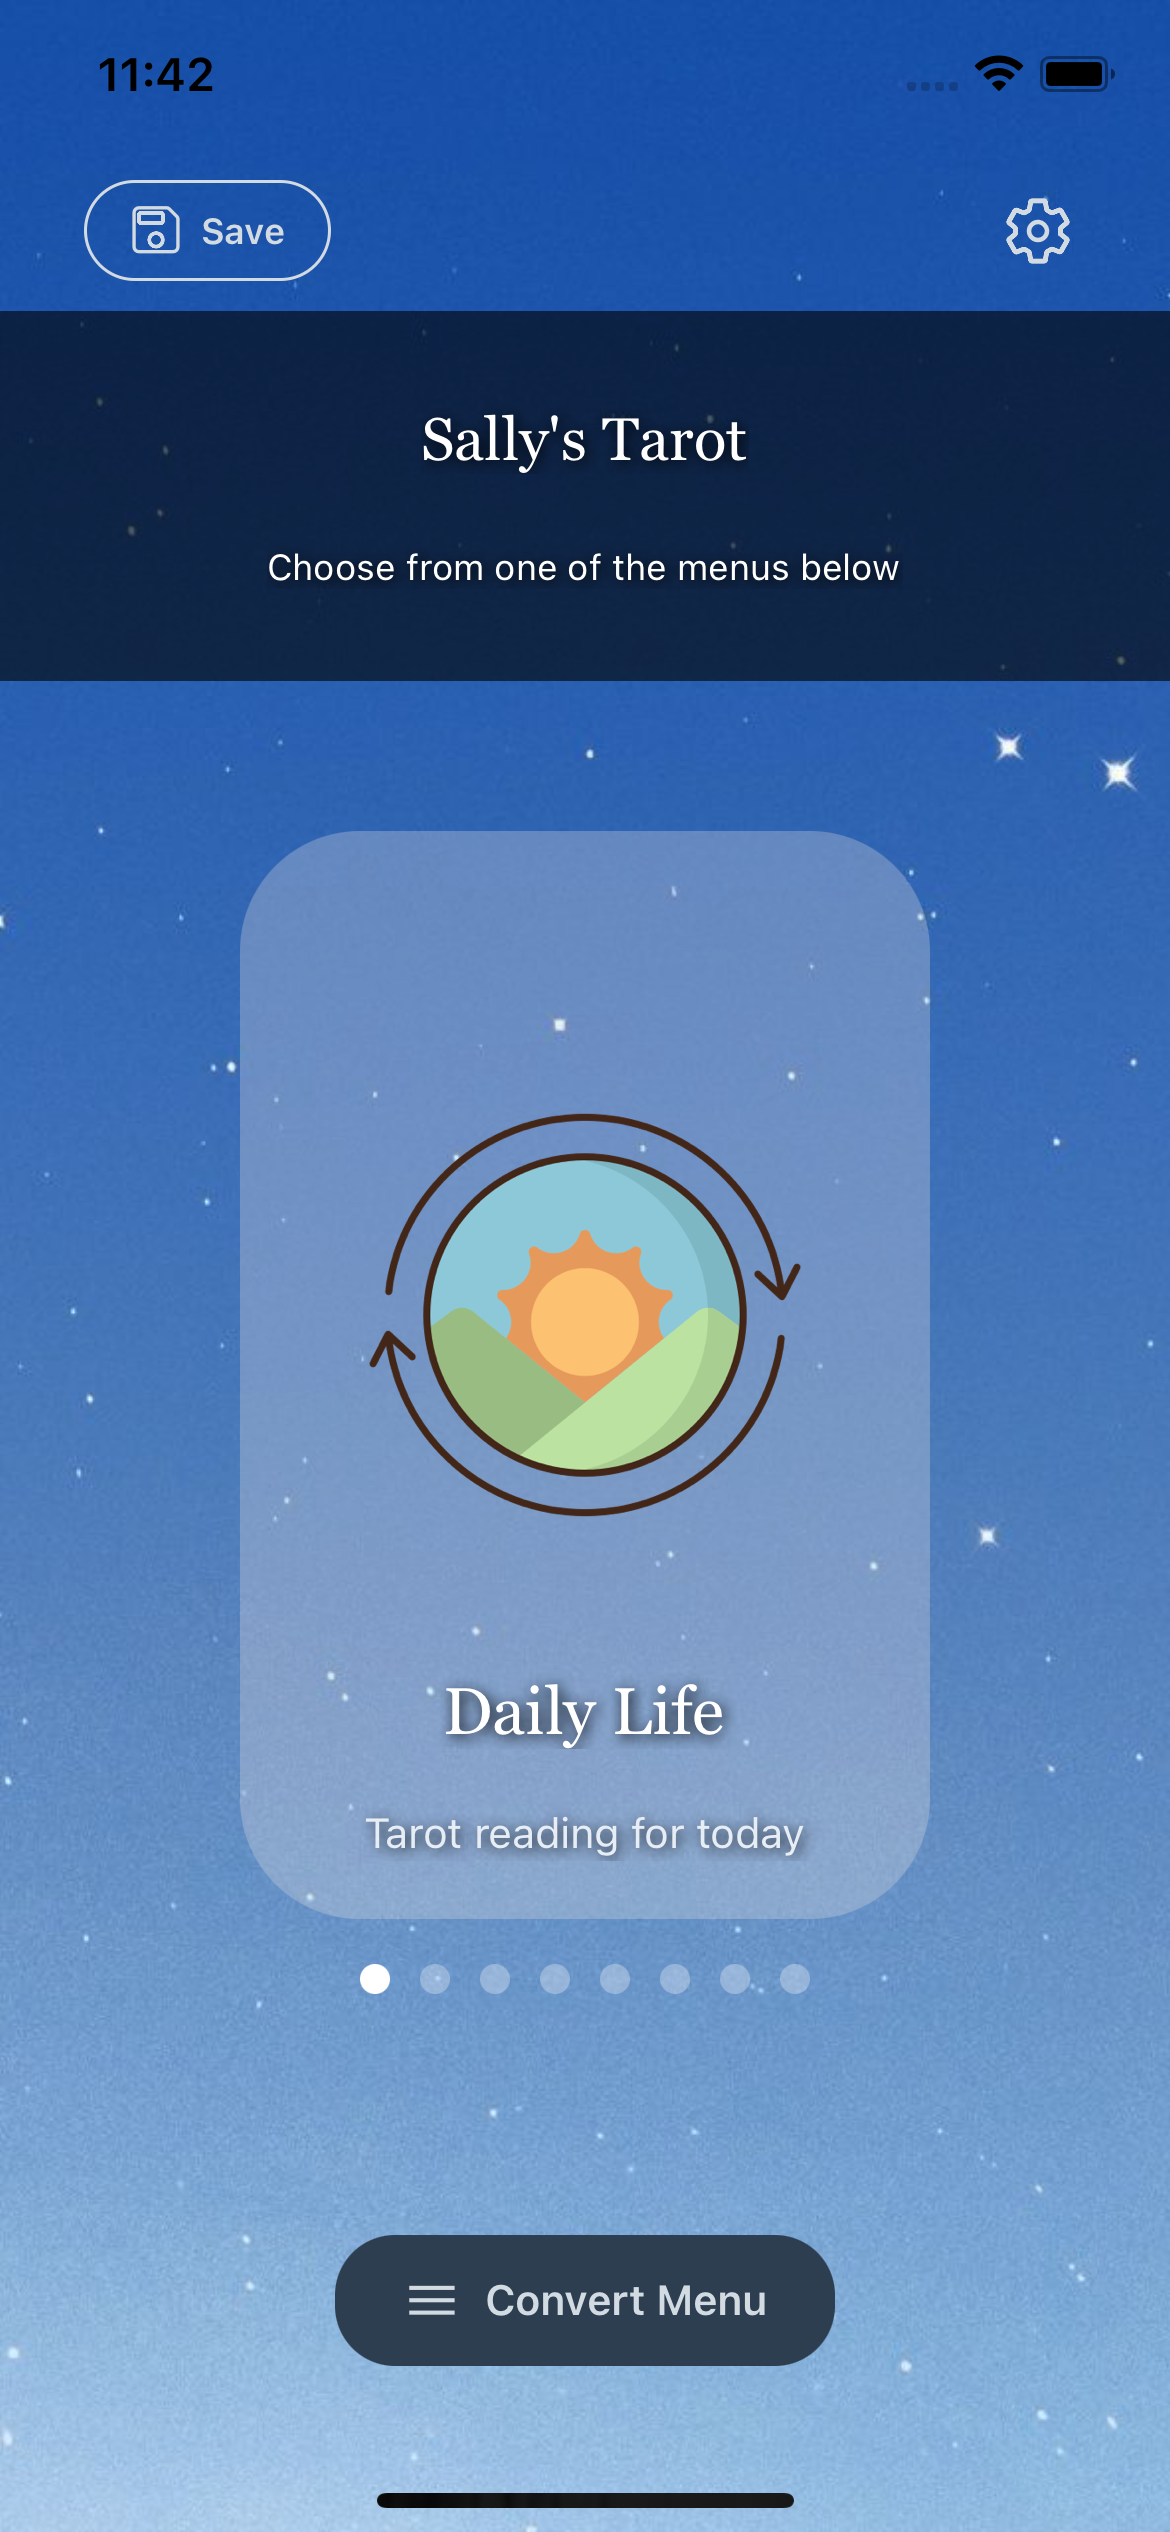 11:42
Save
Sally's Tarot
Choose from one of the menus below
Daily Life
Tarot reading for today
Convert Menu